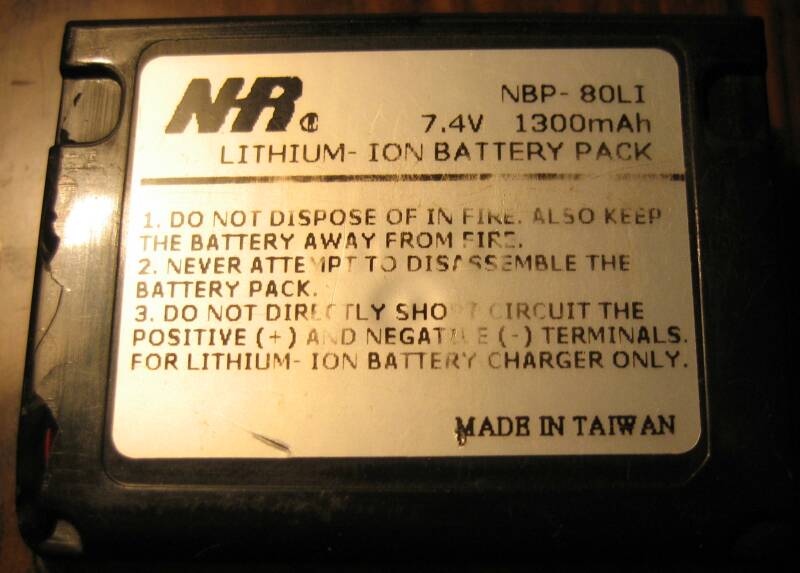 NHR
NBP- 80LI
7.4V 1300mAh
LITHIUM- ION BATTERY PACK
1. DO NOT DISPOSE OF IN FIRE. ALSO KEEP
THE BATTERY AWAY FROM FIRE.
2. NEVER ATTEMPT TO DISASSEMBLE THE
BATTERY PACK.
3. DO NOT DIRECTLY SHORT CIRCUIT THE
POSITIVE (+) AND NEGATIVE (-) TERMINALS.
FOR LITHIUM- ION BATTERY CHARGER ONLY.
MADE IN TAIWAN